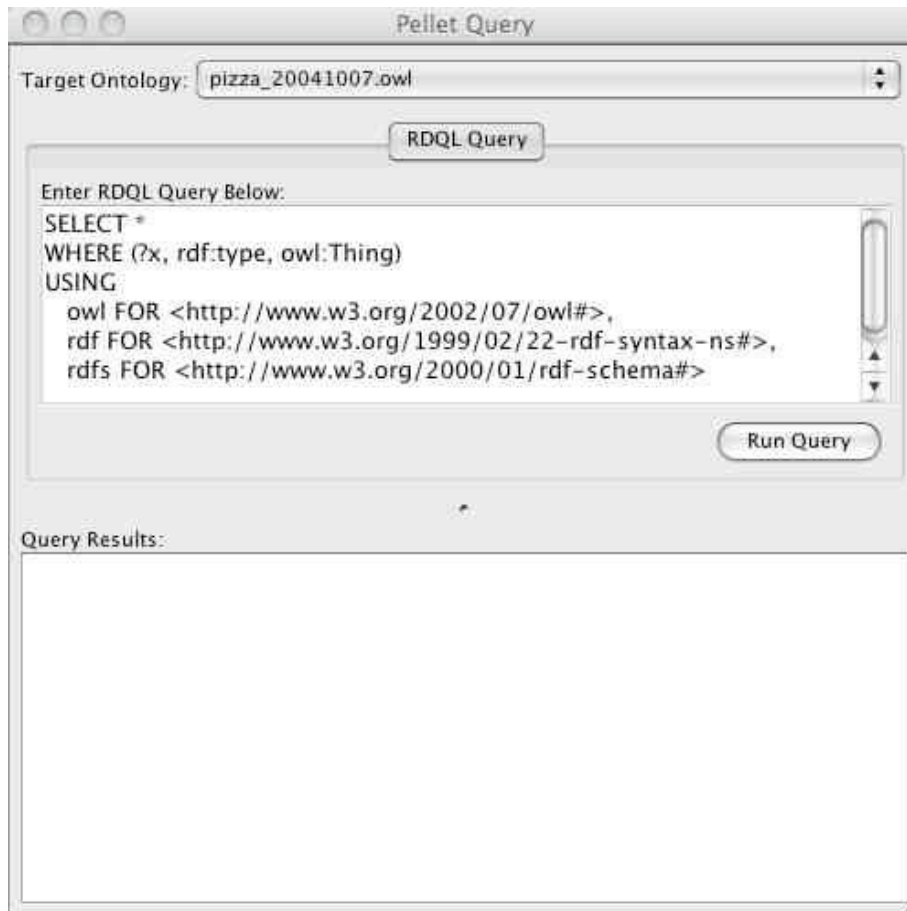 Pellet Query
Target Ontology: pizza_20041007.owl
RDQL Query
Enter RDQL Query Below:
SELECT *
WHERE (?x, rdf:type, owl:Thing)
USING
owl FOR <http://www.w3.org/2002/07/owl#>,
rdf FOR <http://www.w3.org/1999/02/22-rdf-syntax-ns#>,
rdfs FOR <http://www.w3.org/2000/01/rdf-schema#>
Run Query
Query Results: